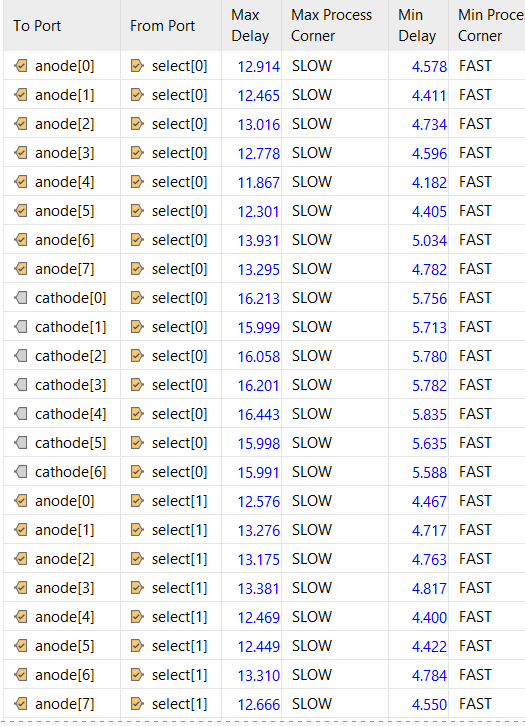 To Port From Port Max Delay Max Process Corner Min Delay Min Proce Corner
anode[0] select[0] 12.914 SLOW 4.578 FAST
anode[1] select[0] 12.465 SLOW 4.411 FAST
anode[2] select[0] 13.016 SLOW 4.734 FAST
anode[3] select[0] 12.778 SLOW 4.596 FAST
anode[4] select[0] 11.867 SLOW 4.182 FAST
anode[5] select[0] 12.301 SLOW 4.405 FAST
anode[6] select[0] 13.931 SLOW 5.034 FAST
anode[7] select[0] 13.295 SLOW 4.782 FAST
cathode[0] select[0] 16.213 SLOW 5.756 FAST
cathode[1] select[0] 15.999 SLOW 5.713 FAST
cathode[2] select[0] 16.058 SLOW 5.780 FAST
cathode[3] select[0] 16.201 SLOW 5.782 FAST
cathode[4] select[0] 16.443 SLOW 5.835 FAST
cathode[5] select[0] 15.998 SLOW 5.635 FAST
cathode[6] select[0] 15.991 SLOW 5.588 FAST
anode[0] select[1] 12.576 SLOW 4.467 FAST
anode[1] select[1] 13.276 SLOW 4.717 FAST
anode[2] select[1] 13.175 SLOW 4.763 FAST
anode[3] select[1] 13.381 SLOW 4.817 FAST
anode[4] select[1] 12.469 SLOW 4.400 FAST
anode[5] select[1] 12.449 SLOW 4.422 FAST
anode[6] select[1] 13.310 SLOW 4.784 FAST
anode[7] select[1] 12.666 SLOW 4.550 FAST